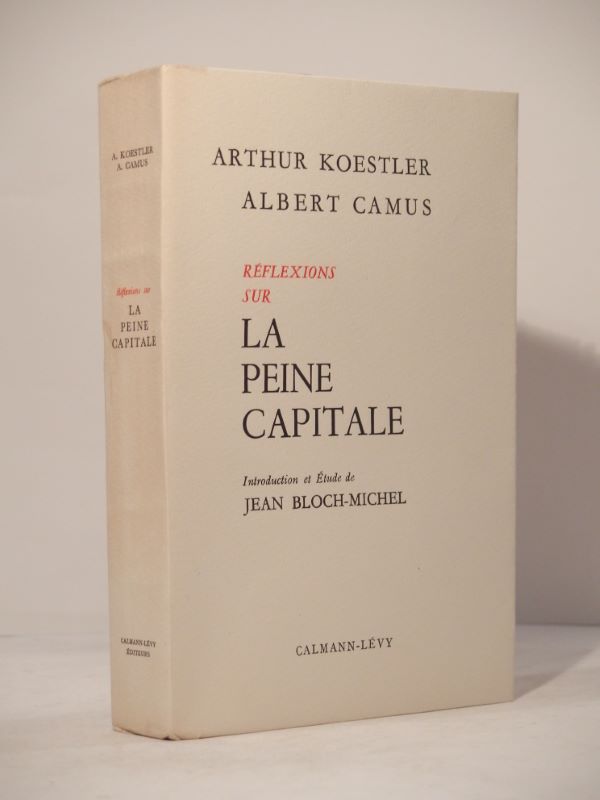 A. KOESTLER
A. CAMUS
Réflexions sur
LA
PEINE
CAPITALE
CALMANN-LÉVY
ÉDITEURS
ARTHUR KOESTLER
ALBERT CAMUS
RÉFLEXIONS
SUR
LA
PEINE
CAPITALE
Introduction et Étude de
JEAN BLOCH-MICHEL
CALMANN-LÉVY